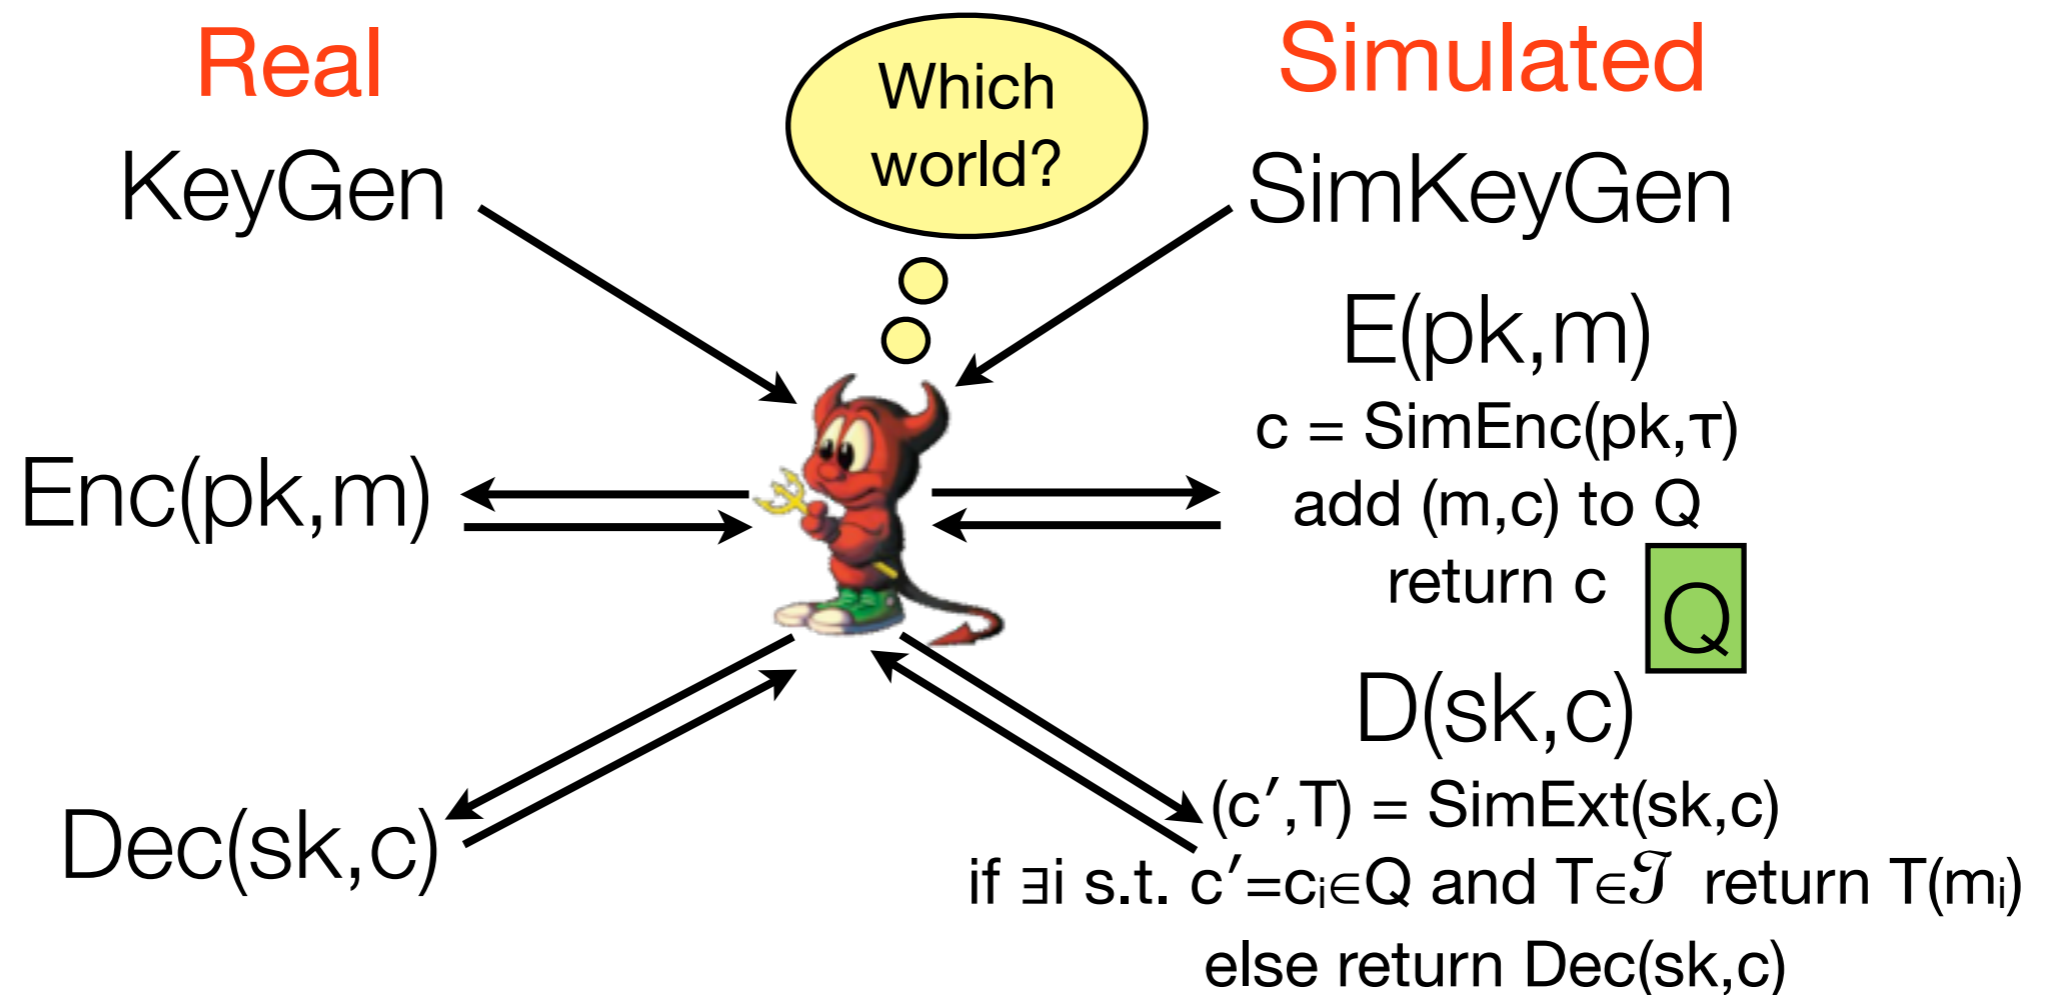 Real
KeyGen
Enc(pk,m)
Dec(sk,c)
Which
world?
Simulated
SimKeyGen
E(pk,m)
c = SimEnc(pk,τ)
add (m,c) to Q
return c
Q
D(sk,c)
(c′,T) = SimExt(sk,c)
if ∃i s.t. c′=cᵢ∈Q and T∈𝒯 return T(mᵢ)
else return Dec(sk,c)